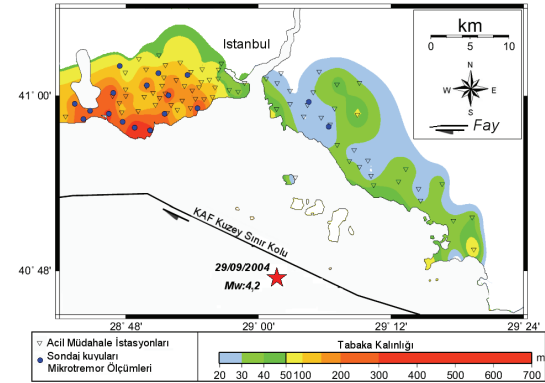 Istanbul
km
0 5 10
N
W E
S
Fay
41˚ 00'
40˚ 48'
KAF Kuzey Sınır Kolu
29/09/2004
Mw:4,2
28˚ 48' 29˚ 00' 29˚ 12' 29˚ 24'
Acil Müdahale İstasyonları
Sondaj kuyuları
Mikrotremor Ölçümleri
Tabaka Kalınlığı
m
20 30 40 50 100 200 300 400 500 600 700